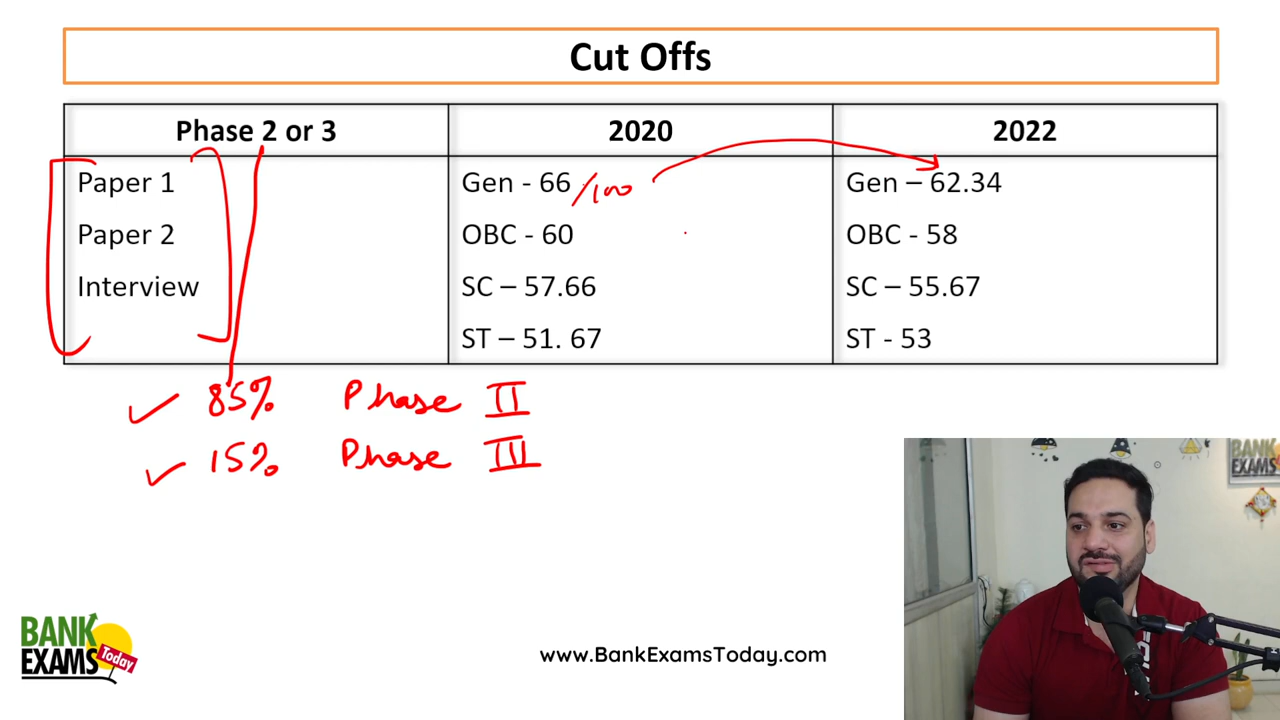 Cut Offs
Phase 2 or 3
2020
2022
Paper 1
Paper 2
Interview
Gen - 66 /100
OBC - 60
SC – 57.66
ST – 51. 67
Gen – 62.34
OBC - 58
SC – 55.67
ST - 53
85% Phase II
15% Phase III
BANK
EXAMS
BANK
EXAMS
Today
www.BankExamsToday.com